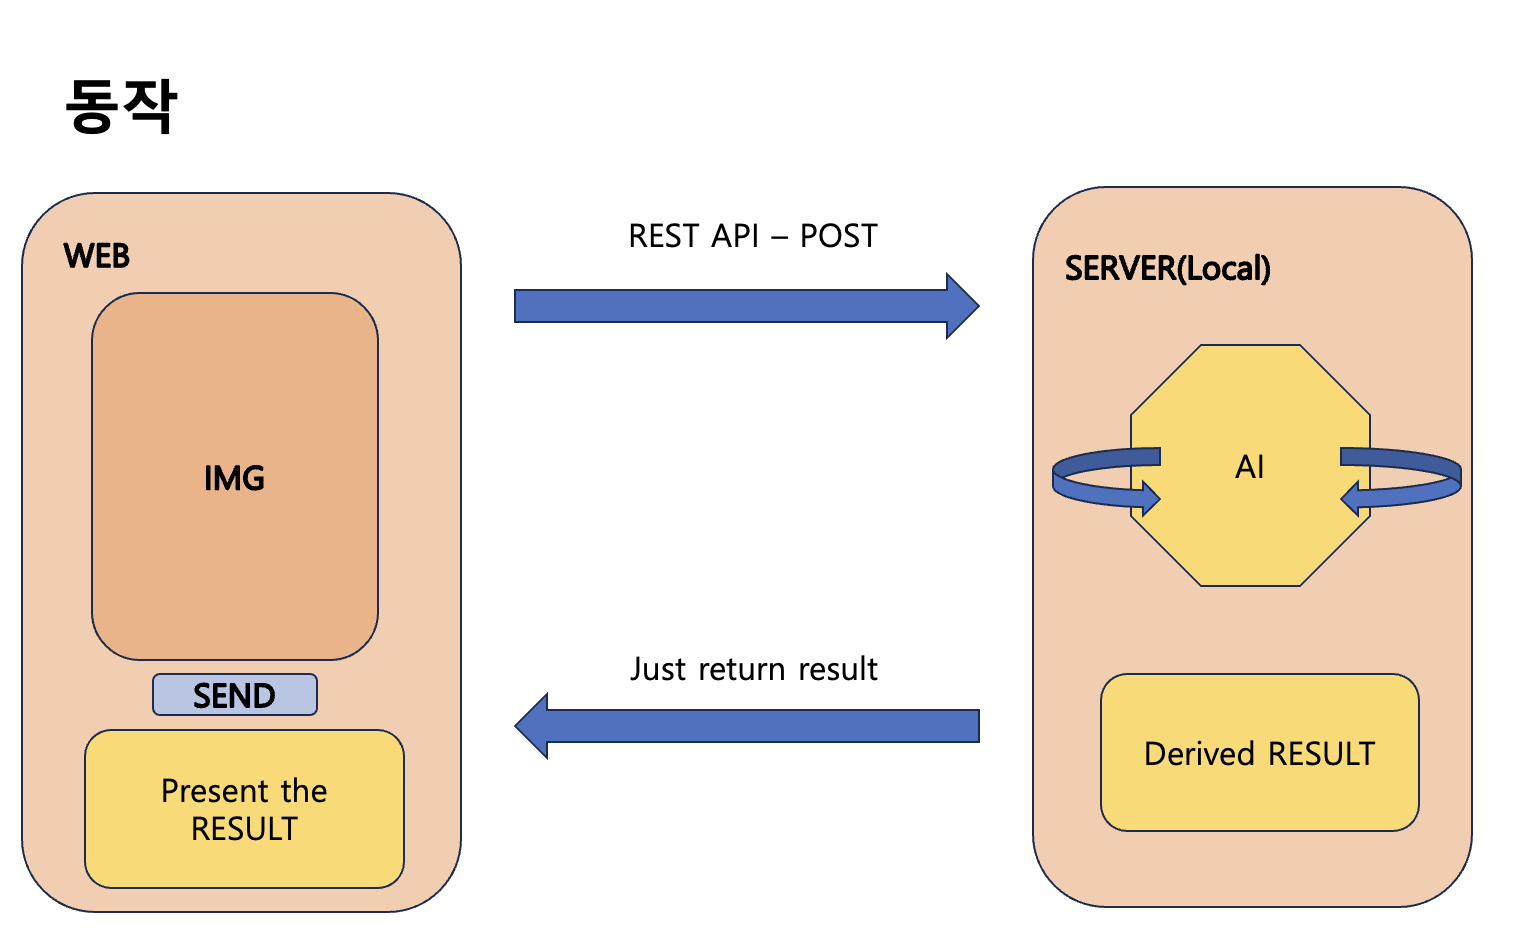 동작
WEB
IMG
SEND
Present the
RESULT
REST API – POST
Just return result
SERVER(Local)
AI
Derived RESULT